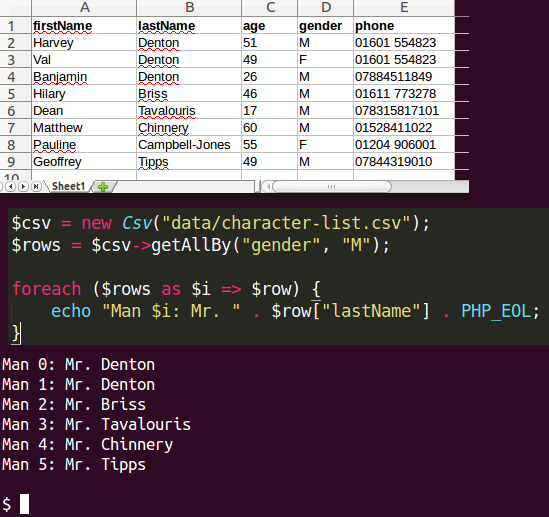 A B C D E
1 firstName lastName age gender phone
2 Harvey Denton 51 M 01601 554823
3 Val Denton 49 F 01601 554823
4 Banjamin Denton 26 M 07884511849
5 Hilary Briss 46 M 01611 773278
6 Dean Tavalouris 17 M 078315817101
7 Matthew Chinnery 60 M 01528411022
8 Pauline Campbell-Jones 55 F 01204 906001
9 Geoffrey Tipps 49 M 07844319010
10
Sheet1
$csv = new Csv("data/character-list.csv");
$rows = $csv->getAllBy("gender", "M");
foreach ($rows as $i => $row) {
    echo "Man $i: Mr. " . $row["lastName"] . PHP_EOL;
}
Man 0: Mr. Denton
Man 1: Mr. Denton
Man 2: Mr. Briss
Man 3: Mr. Tavalouris
Man 4: Mr. Chinnery
Man 5: Mr. Tipps
$